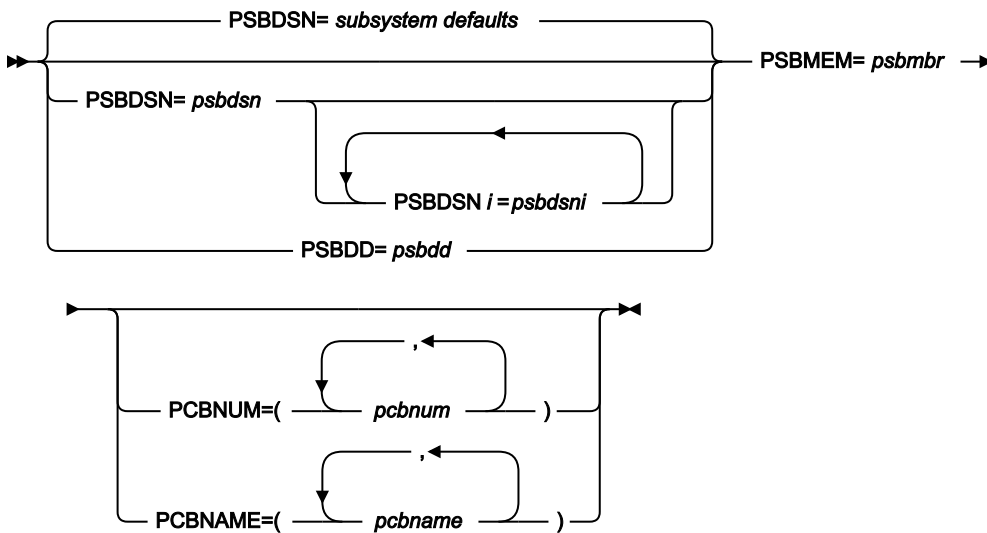 PSBDSN= subsystem defaults
PSBMEM= psbmbr
PSBDSN= psbdsn
PSBDSN i =psbdsni
PSBDD= psbdd
,
PCBNUM=( pcbnum )
,
PCBNAME=( pcbname )